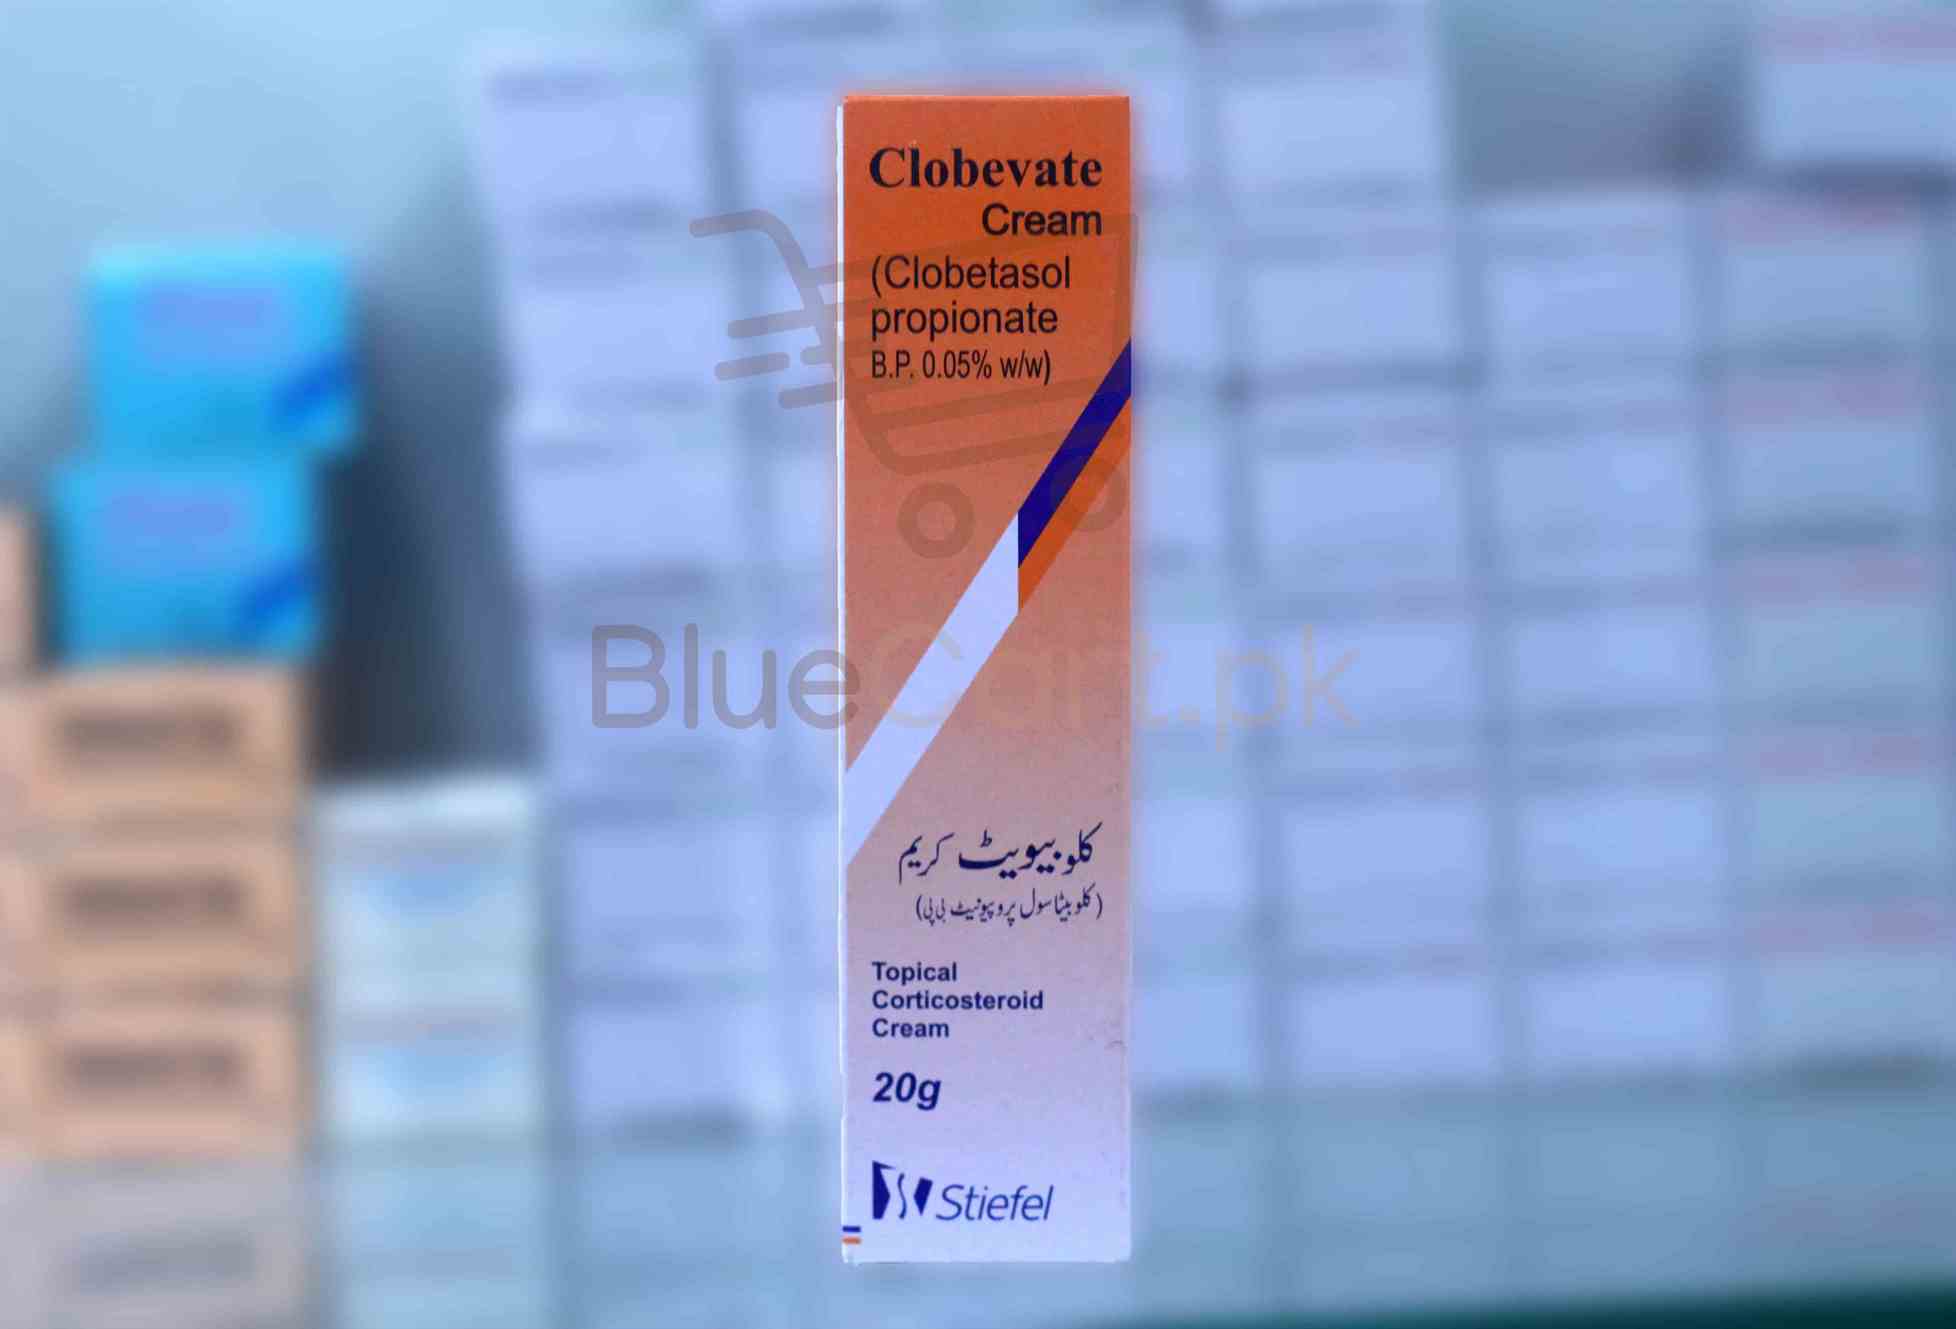 Clobevate
Cream
(Clobetasol
propionate
B.P. 0.05% w/w)
BlueCart.pk
کلوبیویٹ کریم
(کلوبیٹاسول پروپیونیٹ بی پی)
Topical
Corticosteroid
Cream
20g
Stiefel